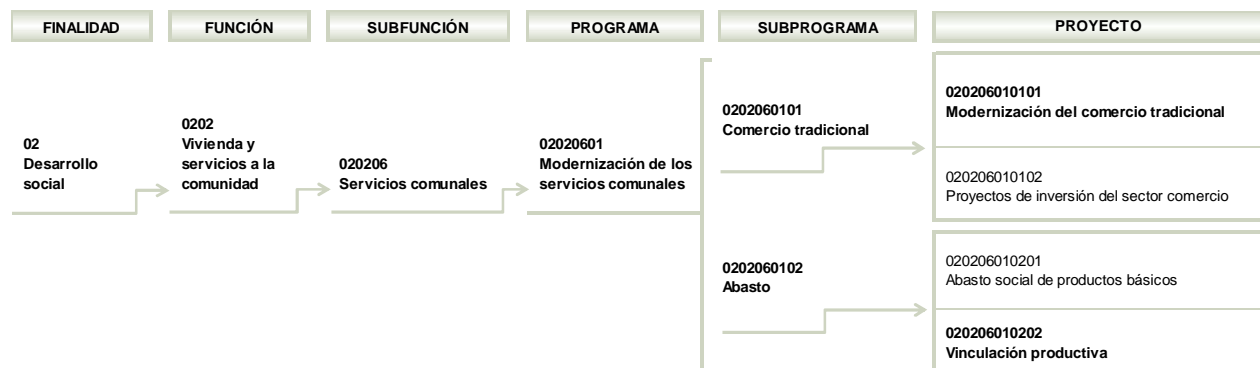 FINALIDAD
FUNCIÓN
SUBFUNCIÓN
PROGRAMA
SUBPROGRAMA
PROYECTO
02
Desarrollo
social
0202
Vivienda y
servicios a la
comunidad
020206
Servicios comunales
02020601
Modernización de los
servicios comunales
0202060101
Comercio tradicional
020206010101
Modernización del comercio tradicional
020206010102
Proyectos de inversión del sector comercio
0202060102
Abasto
020206010201
Abasto social de productos básicos
020206010202
Vinculación productiva